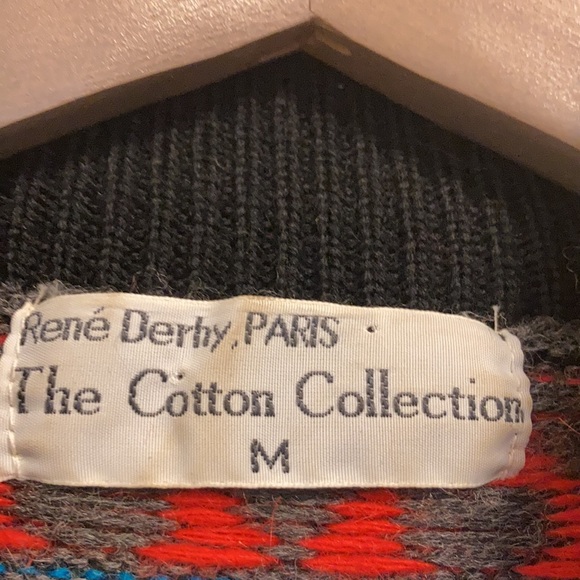 René Derhy, PARIS
The Cotton Collection
M